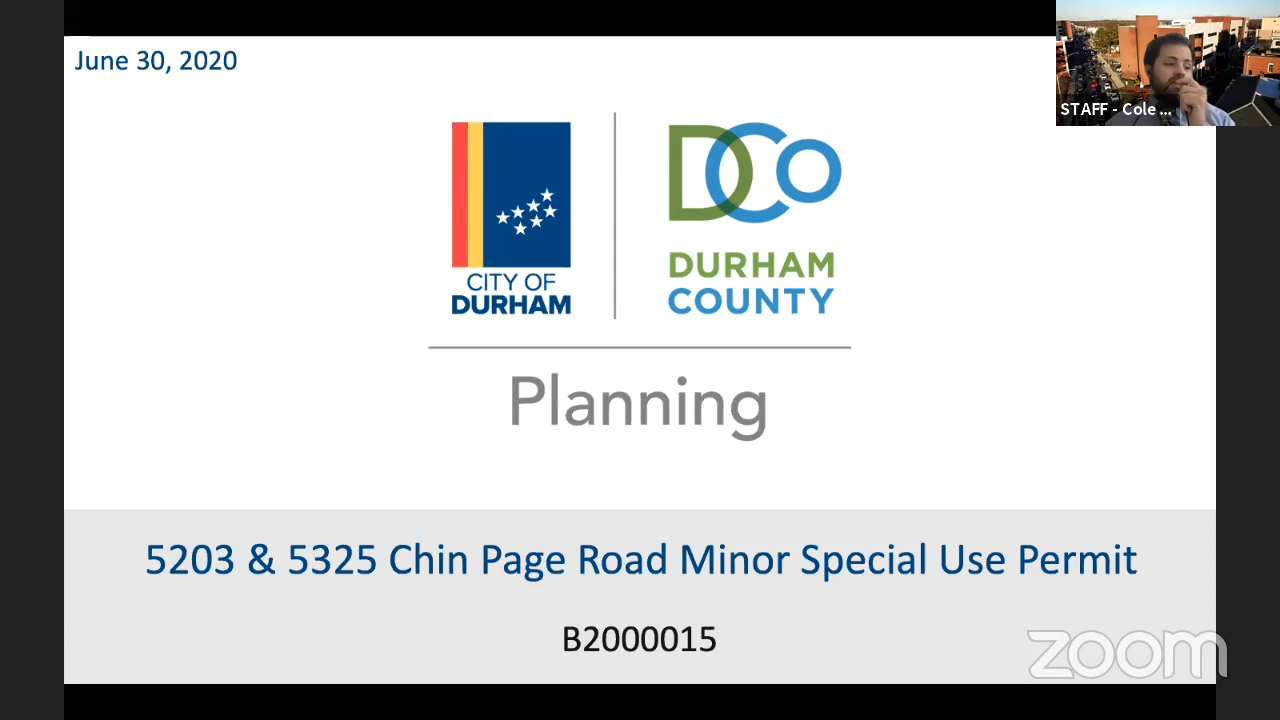 June 30, 2020
STAFF - Cole ...
CITY OF
DURHAM
DCO
DURHAM
COUNTY
Planning
5203 & 5325 Chin Page Road Minor Special Use Permit
B2000015
zoom